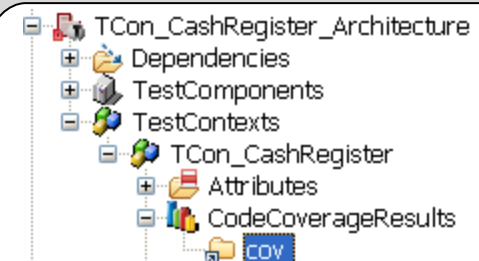 TCon_CashRegister_Architecture
Dependencies
TestComponents
TestContexts
TCon_CashRegister
Attributes
CodeCoverageResults
cov